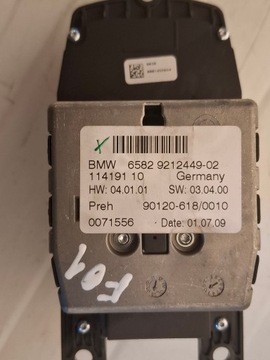 BMW 6582 9212449-02
114191 10 Germany
HW: 04.01.01 SW: 03.04.00
Preh 90120-618/0010
0071556 Date: 01.07.09
F01